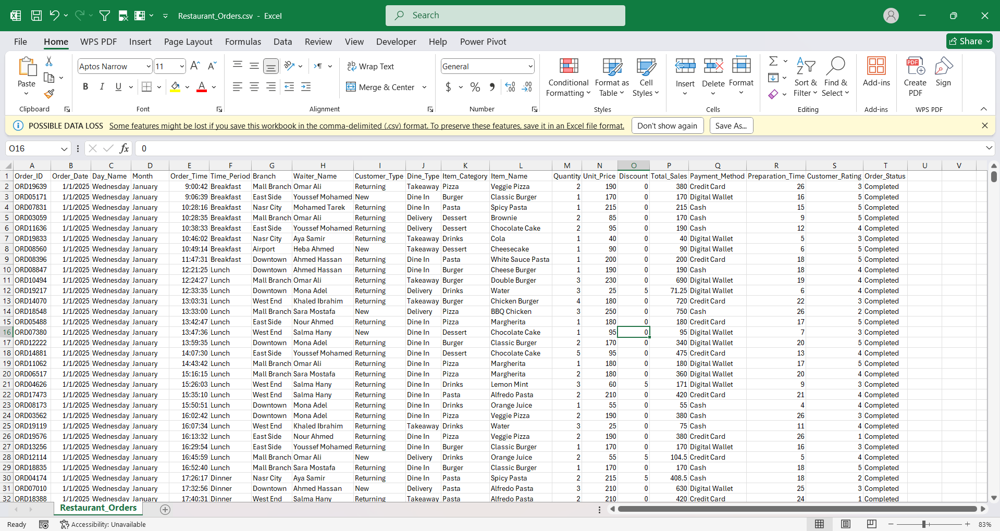 Restaurant_Orders.csv - Excel
Search
File Home WPS PDF Insert Page Layout Formulas Data Review View Developer Help Power Pivot Share
Paste
Clipboard
Aptos Narrow 11
B I U
Font
Wrap Text
Merge & Center
Alignment
General
$ %
Number
Conditional Formatting
Format as Table
Cell Styles
Styles
Insert Delete Format
Cells
Sort & Filter
Find & Select
Editing
Add-ins
Add-ins
Create PDF
Sign
WPS PDF
POSSIBLE DATA LOSS Some features might be lost if you save this workbook in the comma-delimited (.csv) format. To preserve these features, save it in an Excel file format. Don't show again Save As...
O16 fx 0
A B C D E F G H I J K L M N O P Q R S T U V
1 Order_ID Order_Date Day_Name Month Order_Time Time_Period Branch Waiter_Name Customer_Type Dine_Type Item_Category Item_Name Quantity Unit_Price Discount Total_Sales Payment_Method Preparation_Time Customer_Rating Order_Status
2 ORD19639 1/1/2025 Wednesday January 9:00:42 Breakfast Mall Branch Omar Ali Returning Takeaway Pizza Veggie Pizza 2 190 0 380 Credit Card 26 3 Completed
3 ORD05171 1/1/2025 Wednesday January 9:06:39 Breakfast East Side Youssef Mohamed New Dine In Burger Classic Burger 1 170 0 170 Digital Wallet 16 5 Completed
4 ORD07831 1/1/2025 Wednesday January 10:28:16 Breakfast Nasr City Mohamed Tarek Returning Dine In Pasta Spicy Pasta 1 215 0 215 Cash 15 5 Completed
5 ORD03059 1/1/2025 Wednesday January 10:28:35 Breakfast Mall Branch Omar Ali Returning Delivery Dessert Brownie 2 85 0 170 Cash 9 5 Completed
6 ORD11636 1/1/2025 Wednesday January 10:38:33 Breakfast East Side Youssef Mohamed Returning Delivery Dessert Chocolate Cake 2 95 0 190 Cash 12 4 Completed
7 ORD19833 1/1/2025 Wednesday January 10:46:02 Breakfast Nasr City Aya Samir Returning Takeaway Drinks Cola 1 40 0 40 Digital Wallet 5 3 Completed
8 ORD08560 1/1/2025 Wednesday January 10:49:14 Breakfast Airport Heba Ahmed New Takeaway Dessert Cheesecake 1 90 0 90 Digital Wallet 6 5 Completed
9 ORD08396 1/1/2025 Wednesday January 11:47:31 Breakfast Downtown Ahmed Hassan Returning Dine In Pasta White Sauce Pasta 1 200 0 200 Credit Card 18 5 Completed
10 ORD08847 1/1/2025 Wednesday January 12:21:25 Lunch Downtown Ahmed Hassan Returning Dine In Burger Cheese Burger 1 190 0 190 Cash 18 4 Completed
11 ORD10494 1/1/2025 Wednesday January 12:24:27 Lunch Mall Branch Omar Ali Returning Takeaway Burger Double Burger 3 230 0 690 Digital Wallet 19 4 Completed
12 ORD19217 1/1/2025 Wednesday January 12:33:35 Lunch Downtown Mona Adel Returning Delivery Drinks Water 3 25 5 71.25 Digital Wallet 6 4 Completed
13 ORD14070 1/1/2025 Wednesday January 13:03:31 Lunch West End Khaled Ibrahim Returning Takeaway Burger Chicken Burger 4 180 0 720 Credit Card 22 3 Completed
14 ORD18548 1/1/2025 Wednesday January 13:33:00 Lunch Mall Branch Sara Mostafa New Delivery Pizza BBQ Chicken 3 250 0 750 Cash 26 2 Completed
15 ORD05488 1/1/2025 Wednesday January 13:42:47 Lunch East Side Nour Ahmed Returning Dine In Pizza Margherita 1 180 0 180 Credit Card 17 5 Completed
16 ORD07380 1/1/2025 Wednesday January 13:47:36 Lunch West End Salma Hany New Dine In Dessert Chocolate Cake 1 95 0 95 Digital Wallet 7 3 Completed
17 ORD12222 1/1/2025 Wednesday January 13:59:35 Lunch Downtown Mona Adel Returning Dine In Burger Classic Burger 2 170 0 340 Digital Wallet 20 5 Completed
18 ORD14881 1/1/2025 Wednesday January 14:07:30 Lunch East Side Youssef Mohamed Returning Dine In Dessert Chocolate Cake 5 95 0 475 Credit Card 13 4 Completed
19 ORD11062 1/1/2025 Wednesday January 14:43:42 Lunch Mall Branch Omar Ali Returning Dine In Pizza Margherita 1 180 0 180 Digital Wallet 17 5 Completed
20 ORD06517 1/1/2025 Wednesday January 15:16:15 Lunch Mall Branch Sara Mostafa Returning Dine In Pizza Margherita 2 180 0 360 Digital Wallet 20 4 Completed
21 ORD04626 1/1/2025 Wednesday January 15:26:03 Lunch West End Salma Hany Returning Dine In Drinks Lemon Mint 3 60 5 171 Digital Wallet 9 3 Completed
22 ORD17473 1/1/2025 Wednesday January 15:35:10 Lunch West End Salma Hany Returning Dine In Pasta Alfredo Pasta 2 210 0 420 Credit Card 21 4 Completed
23 ORD08173 1/1/2025 Wednesday January 15:50:51 Lunch Downtown Mona Adel Returning Dine In Drinks Orange Juice 1 55 0 55 Cash 4 4 Completed
24 ORD03562 1/1/2025 Wednesday January 16:02:42 Lunch Downtown Mona Adel Returning Dine In Pizza Veggie Pizza 2 190 0 380 Cash 26 3 Completed
25 ORD19119 1/1/2025 Wednesday January 16:07:34 Lunch West End Khaled Ibrahim Returning Takeaway Drinks Water 3 25 0 75 Cash 11 4 Completed
26 ORD19576 1/1/2025 Wednesday January 16:13:32 Lunch East Side Nour Ahmed Returning Dine In Pizza Veggie Pizza 2 190 0 380 Credit Card 26 1 Completed
27 ORD13256 1/1/2025 Wednesday January 16:29:54 Lunch East Side Youssef Mohamed Returning Dine In Burger Classic Burger 1 170 0 170 Digital Wallet 16 3 Completed
28 ORD12114 1/1/2025 Wednesday January 16:45:59 Lunch Mall Branch Omar Ali New Delivery Drinks Orange Juice 2 55 5 104.5 Credit Card 5 4 Completed
29 ORD18835 1/1/2025 Wednesday January 16:52:40 Lunch Mall Branch Sara Mostafa Returning Dine In Burger Classic Burger 1 170 0 170 Cash 18 5 Completed
30 ORD04174 1/1/2025 Wednesday January 17:26:17 Dinner Nasr City Aya Samir Returning Dine In Pasta Spicy Pasta 2 215 5 408.5 Cash 18 2 Completed
31 ORD07010 1/1/2025 Wednesday January 17:32:56 Dinner Downtown Ahmed Hassan New Delivery Pasta Alfredo Pasta 3 210 0 630 Digital Wallet 25 3 Completed
32 ORD18388 1/1/2025 Wednesday January 17:40:31 Dinner West End Salma Hany Returning Takeaway Pasta Alfredo Pasta 2 210 0 420 Credit Card 24 1 Completed
Restaurant_Orders
Ready Accessibility: Unavailable 83%